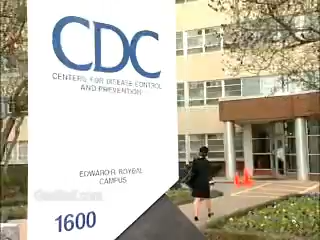 CDC
CENTERS FOR DISEASE CONTROL
AND PREVENTION
EDWARD R. ROYBAL
CAMPUS
1600